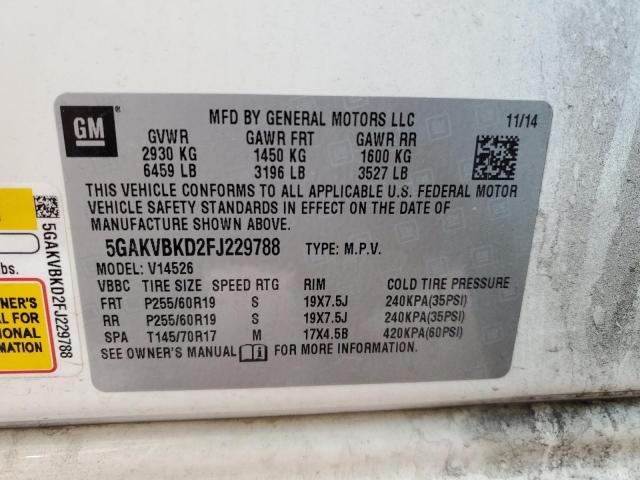 GM
MFD BY GENERAL MOTORS LLC 11/14
GVWR GAWR FRT GAWR RR
2930 KG 1450 KG 1600 KG
6459 LB 3196 LB 3527 LB
THIS VEHICLE CONFORMS TO ALL APPLICABLE U.S. FEDERAL MOTOR
VEHICLE SAFETY STANDARDS IN EFFECT ON THE DATE OF
MANUFACTURE SHOWN ABOVE.
5GAKVBKD2FJ229788 TYPE: M.P.V.
MODEL: V14526
VBBC TIRE SIZE SPEED RTG RIM COLD TIRE PRESSURE
FRT P255/60R19 S 19X7.5J 240KPA(35PSI)
RR P255/60R19 S 19X7.5J 240KPA(35PSI)
SPA T145/70R17 M 17X4.5B 420KPA(60PSI)
SEE OWNER'S MANUAL FOR MORE INFORMATION.
5GAKVBKD2FJ229788
lbs.
OWNER'S
FOR